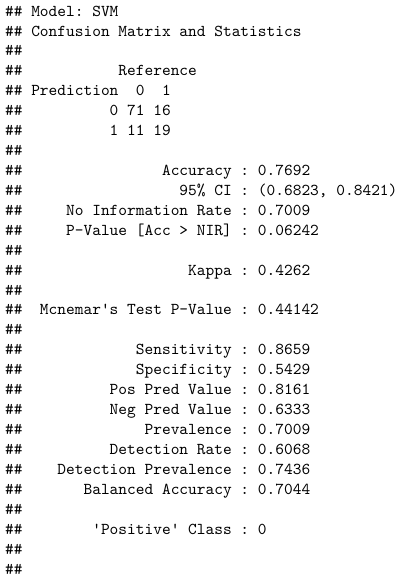 ## Model: SVM
## Confusion Matrix and Statistics
##
##           Reference
## Prediction  0  1
##          0 71 16
##          1 11 19
##
##                Accuracy : 0.7692
##                  95% CI : (0.6823, 0.8421)
##     No Information Rate : 0.7009
##     P-Value [Acc > NIR] : 0.06242
##
##                   Kappa : 0.4262
##
##  Mcnemar's Test P-Value : 0.44142
##
##             Sensitivity : 0.8659
##             Specificity : 0.5429
##          Pos Pred Value : 0.8161
##          Neg Pred Value : 0.6333
##              Prevalence : 0.7009
##          Detection Rate : 0.6068
##    Detection Prevalence : 0.7436
##       Balanced Accuracy : 0.7044
##
##        'Positive' Class : 0
##
##